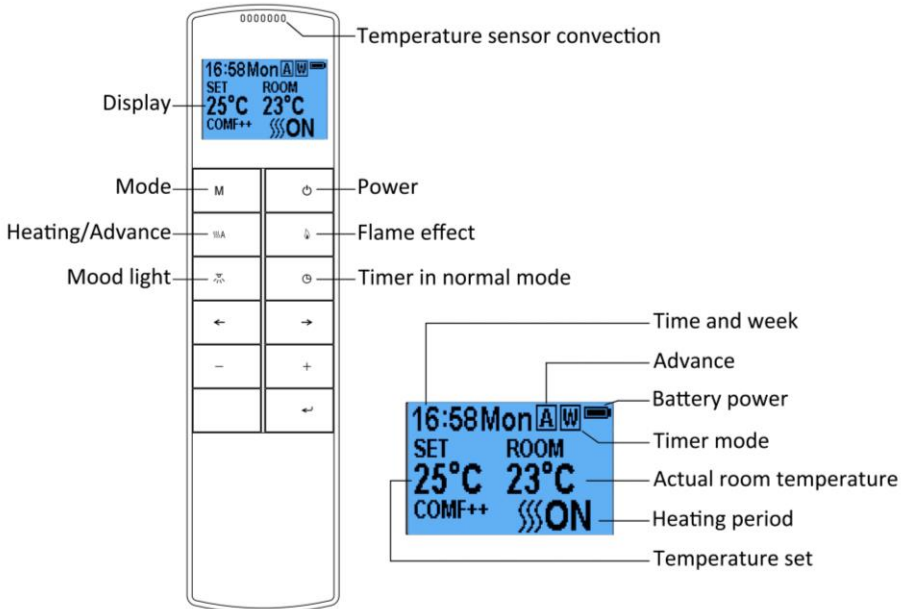 0000000
Temperature sensor convection
16:58Mon A W
SET ROOM
25°C 23°C
COMF++ ON
Display
Mode
M
Power
Heating/Advance
A
Flame effect
Mood light
Timer in normal mode
← →
- +
↵
Time and week
Advance
Battery power
Timer mode
Actual room temperature
Heating period
Temperature set
16:58Mon A W
SET ROOM
25°C 23°C
COMF++ ON